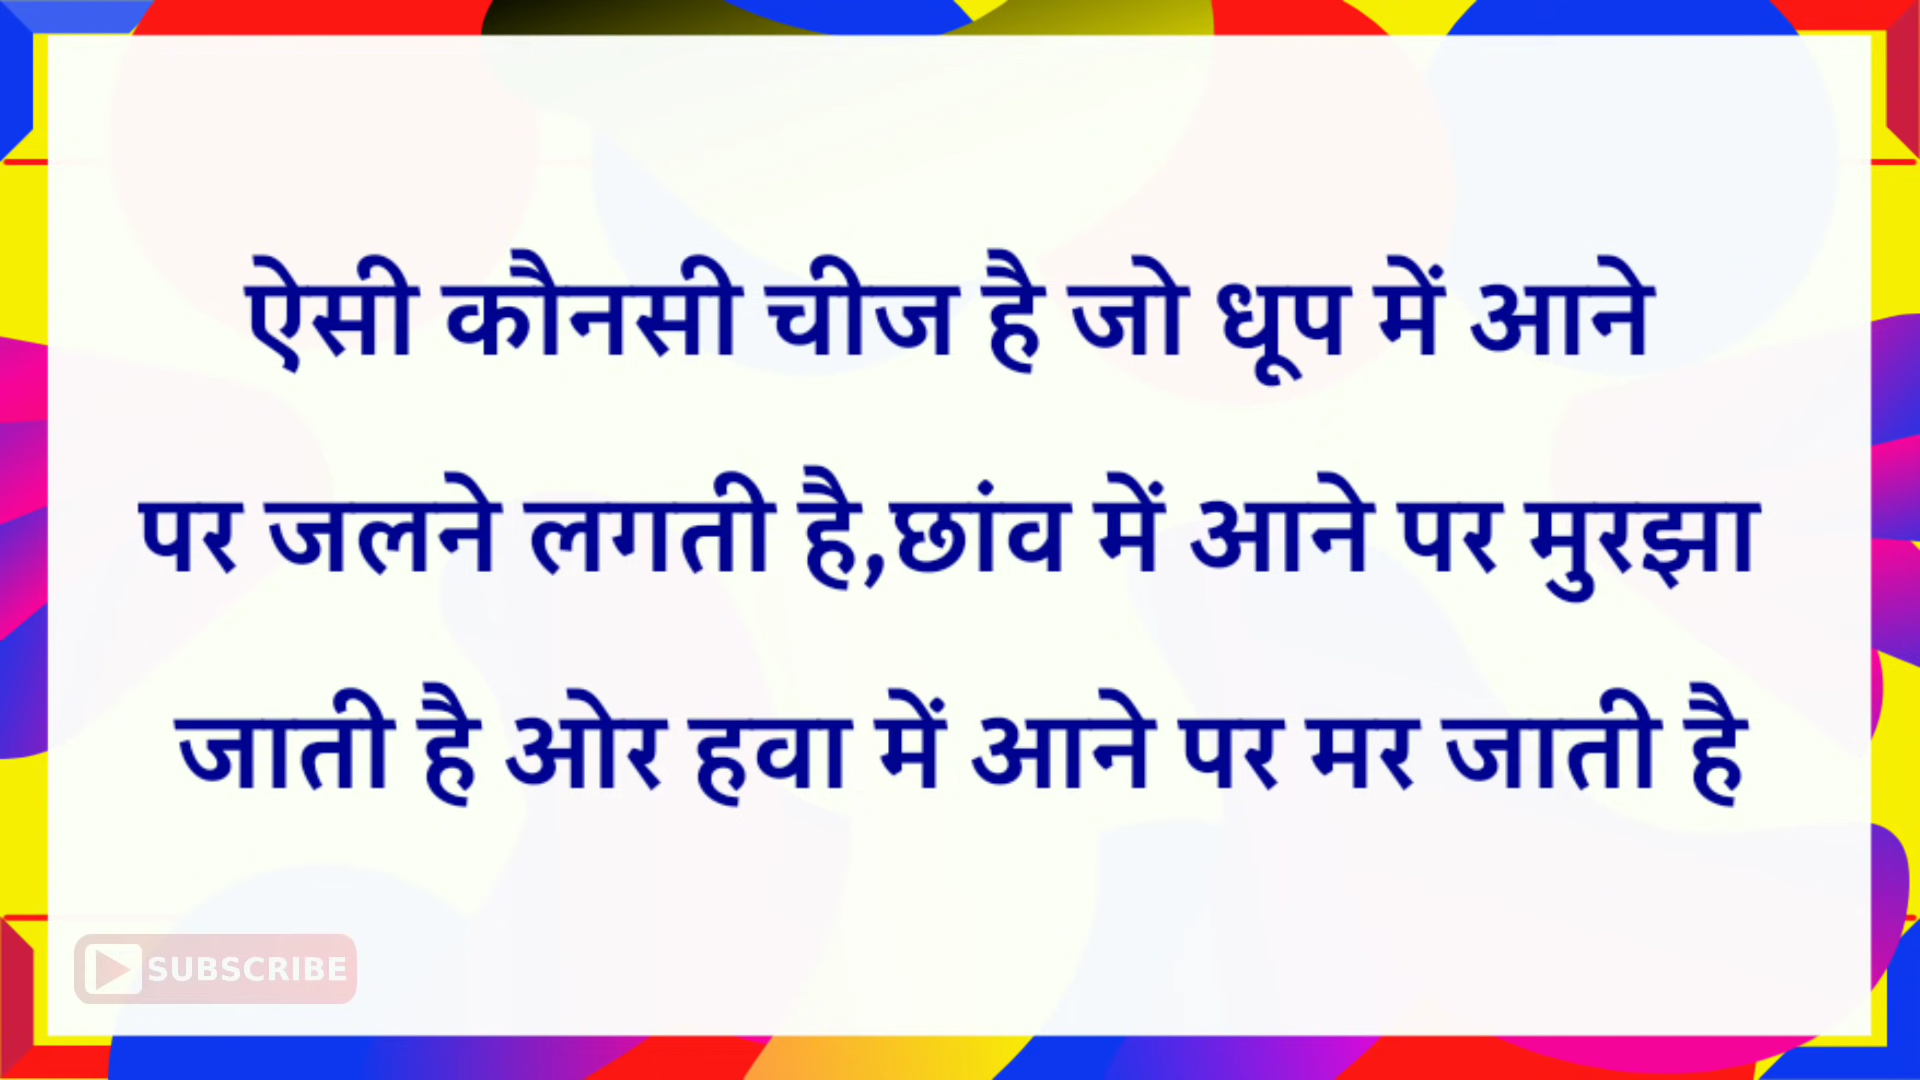 ऐसी कौनसी चीज है जो धूप में आने
पर जलने लगती है,छांव में आने पर मुरझा
जाती है ओर हवा में आने पर मर जाती है
SUBSCRIBE